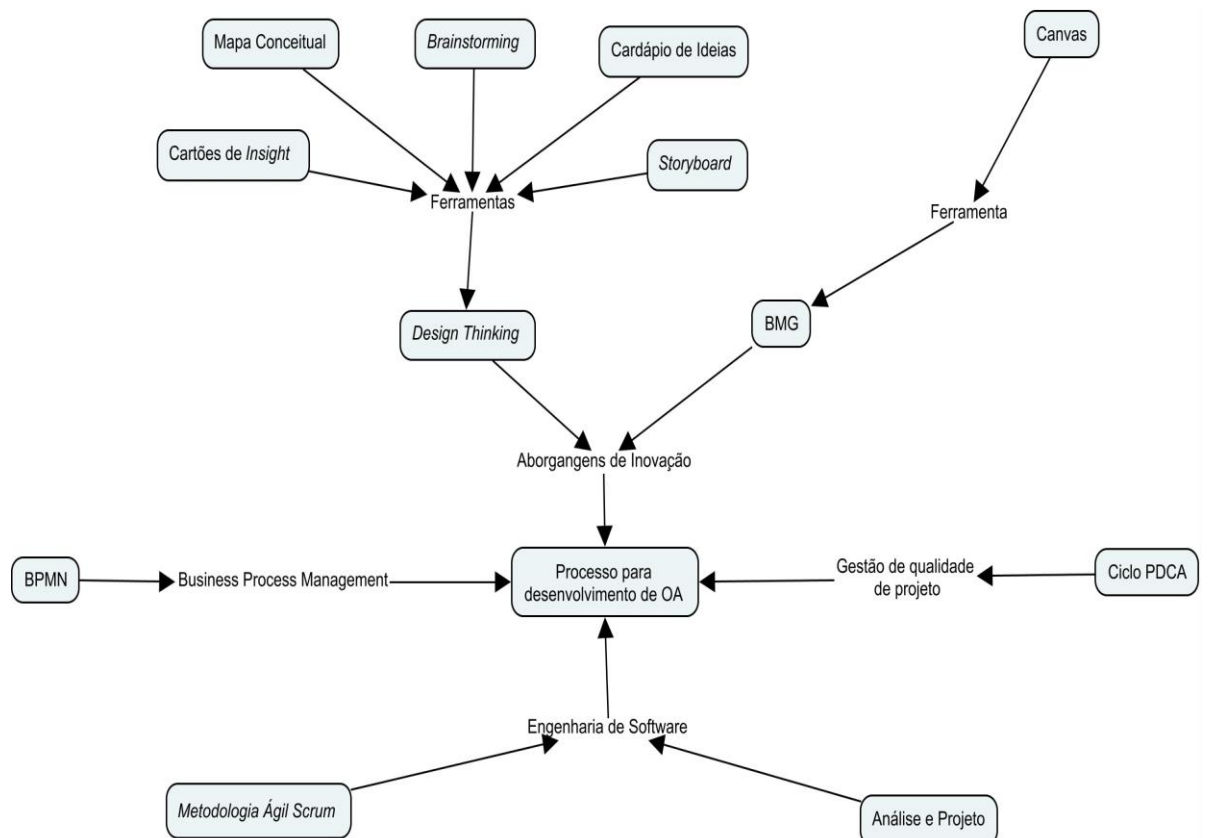 Mapa Conceitual
Brainstorming
Cardápio de Ideias
Canvas
Cartões de Insight
Storyboard
Ferramentas
Ferramenta
Design Thinking
BMG
Aborgangens de Inovação
BPMN
Business Process Management
Processo para
desenvolvimento de OA
Gestão de qualidade
de projeto
Ciclo PDCA
Engenharia de Software
Metodologia Ágil Scrum
Análise e Projeto